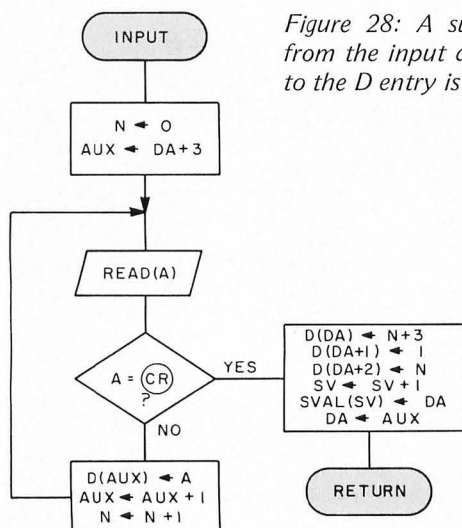 INPUT
Figure 28: A su
from the input d
to the D entry is
N ← O
AUX ← DA+3
READ(A)
A = CR
?
YES
NO
D(DA) ← N+3
D(DA+1) ← 1
D(DA+2) ← N
SV ← SV+1
SVAL(SV) ← DA
DA ← AUX
D(AUX) ← A
AUX ← AUX+1
N ← N+1
RETURN